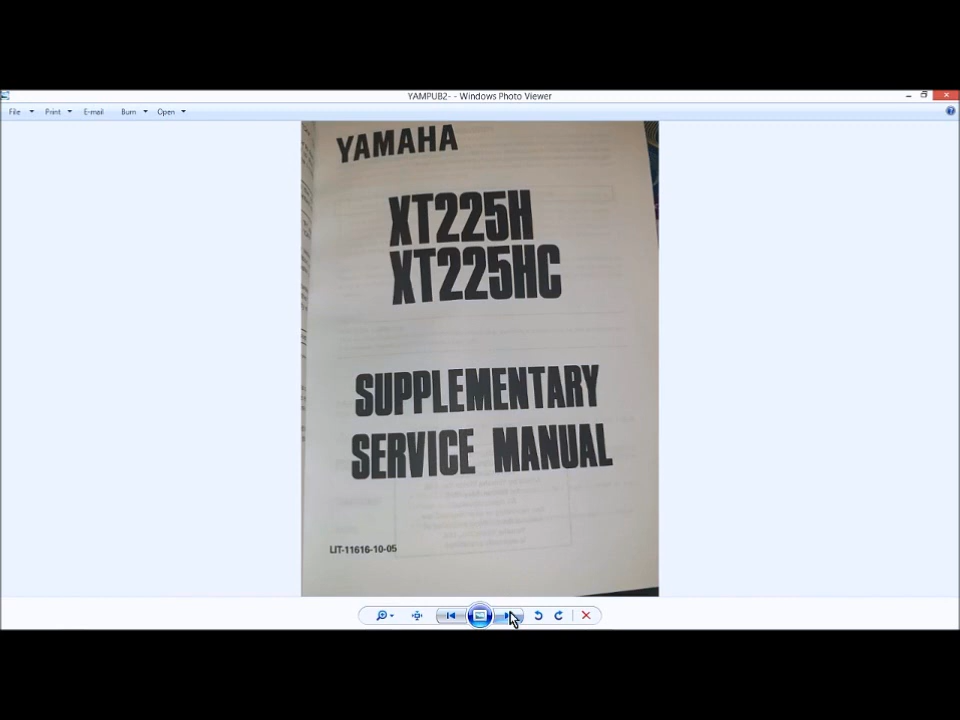 YAMPUB2- - Windows Photo Viewer
File Print E-mail Burn Open
YAMAHA
XT225H
XT225HC
SUPPLEMENTARY
SERVICE MANUAL
LIT-11616-10-05